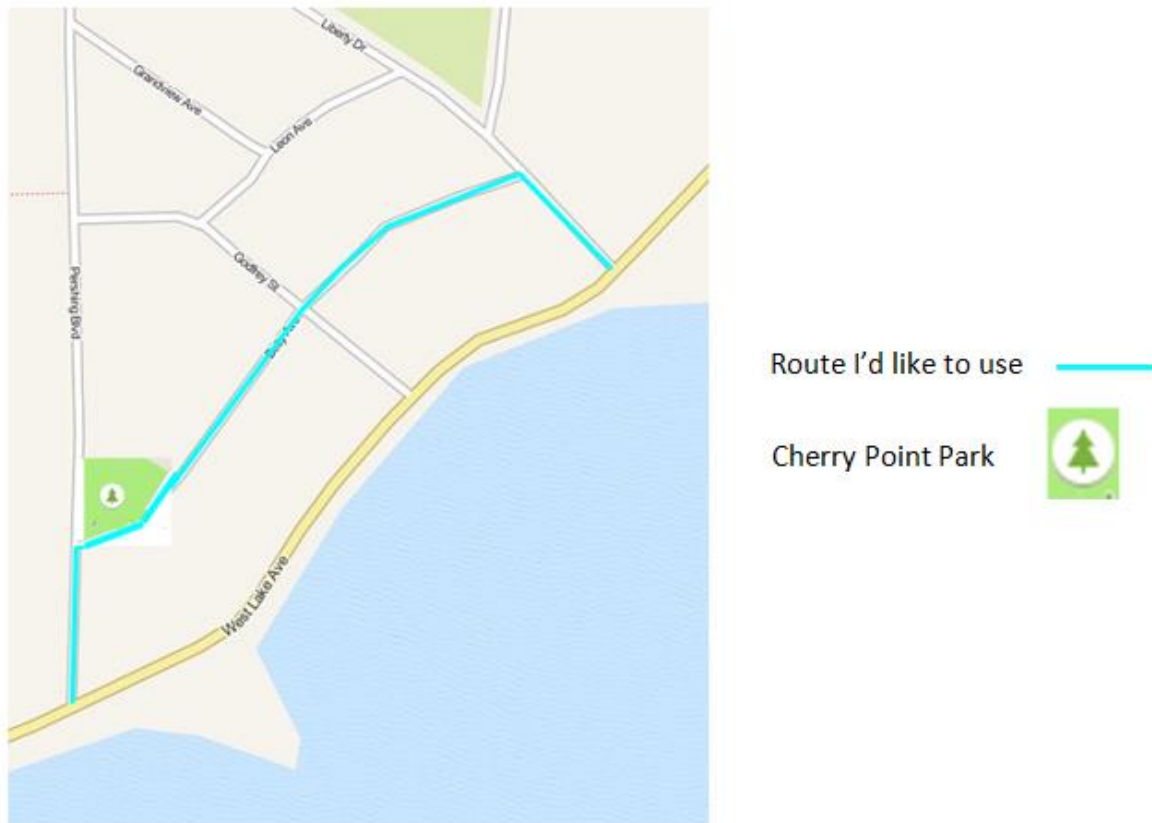 Liberty Dr
Grandview Ave
Leon Ave
Godfrey St
Pershing Blvd
Ave
West Lake Ave
Route I'd like to use
Cherry Point Park